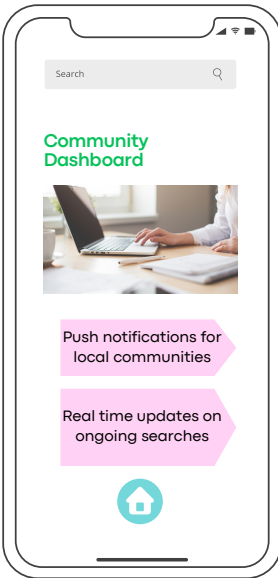 Search
Community
Dashboard
Push notifications for
local communities
Real time updates on
ongoing searches